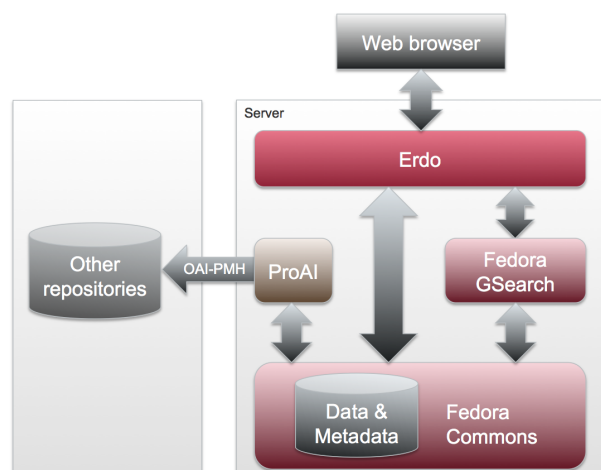 Web browser
Server
Erdo
Other
repositories
OAI-PMH
ProAI
Fedora
GSearch
Data &
Metadata
Fedora
Commons